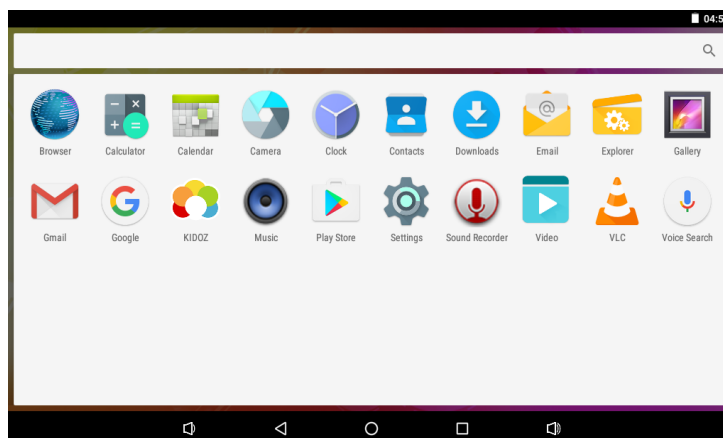 04:5
Browser Calculator Calendar Camera Clock Contacts Downloads Email Explorer Gallery
Gmail Google KIDOZ Music Play Store Settings Sound Recorder Video VLC Voice Search